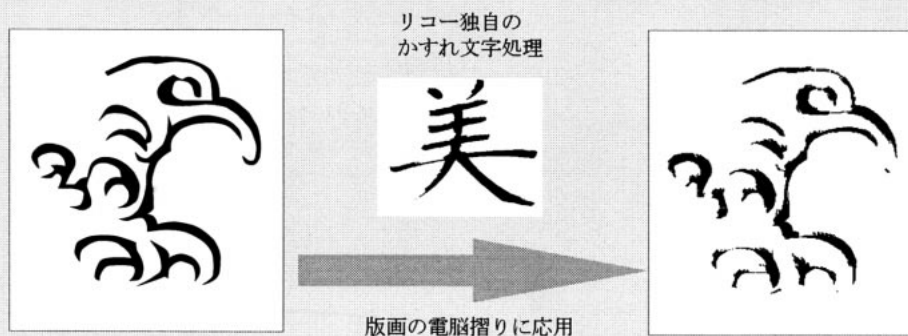 リコー独自の
かすれ文字処理
美
版画の電脳摺りに応用